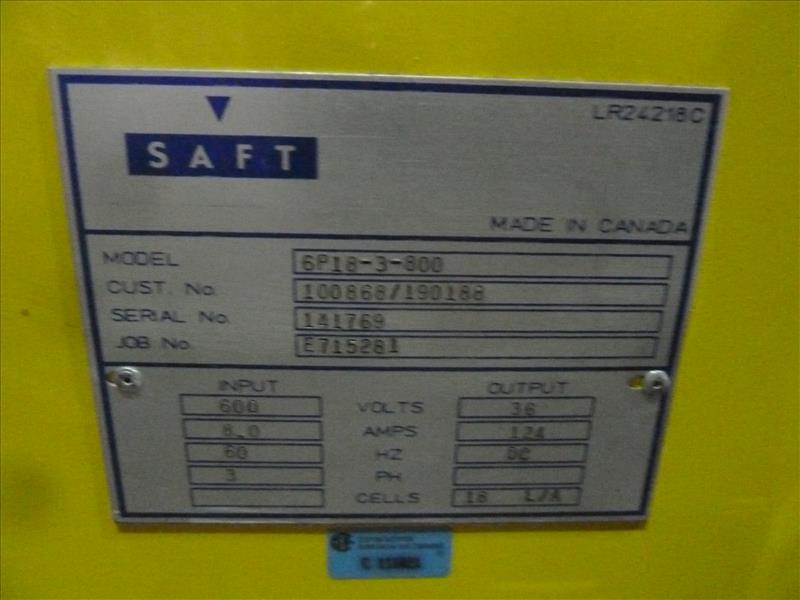 LR24218C
SAFT
MADE IN CANADA
MODEL 6P18-3-800
CUST. No. 100868/190188
SERIAL No. 141769
JOB No. E715281
INPUT OUTPUT
600 VOLTS 36
8.0 AMPS 124
60 HZ DC
3 PH
CELLS 18 L/A